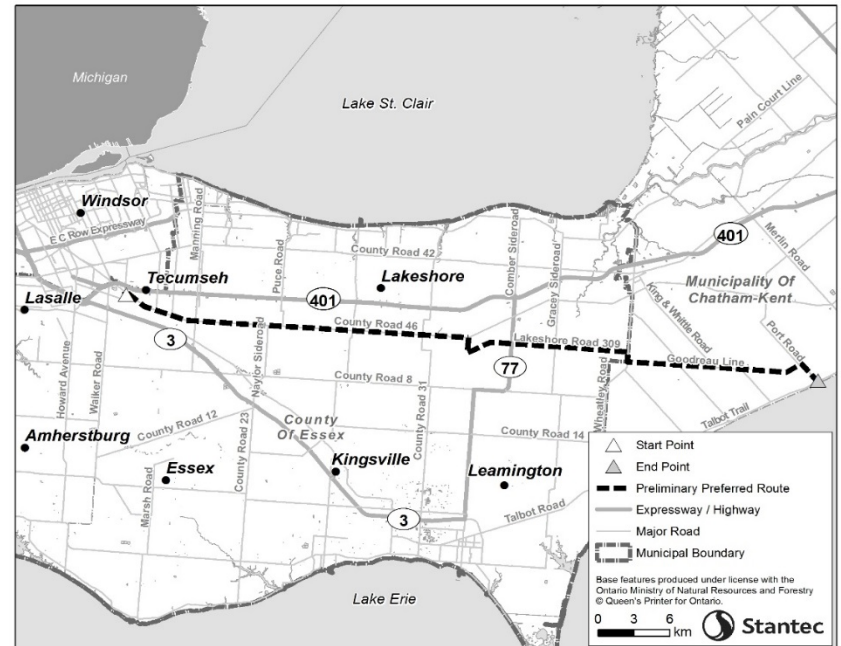 Michigan
Lake St. Clair
Pain Court Line
Windsor
E C Row Expressway
Manning Road
Puce Road
County Road 42
Comber Sideroad
Gracey Sideroad
401
Merlin Road
Tecumseh
Lakeshore
Municipality Of
Chatham-Kent
Lasalle
401
King & Whittle Road
Port Road
County Road 46
Lakeshore Road 309
Goodreau Line
3
Howard Avenue
Walker Road
Naylor Sideroad
77
County Road 8
County Road 31
Wheatley Road
Talbot Trail
County Road 12
County
Of Essex
County Road 14
Amherstburg
Essex
County Road 23
Kingsville
Leamington
Marsh Road
3
Talbot Road
Lake Erie
Start Point
End Point
Preliminary Preferred Route
Expressway / Highway
Major Road
Municipal Boundary
Base features produced under license with the
Ontario Ministry of Natural Resources and Forestry
© Queen's Printer for Ontario.
0 3 6
km
Stantec